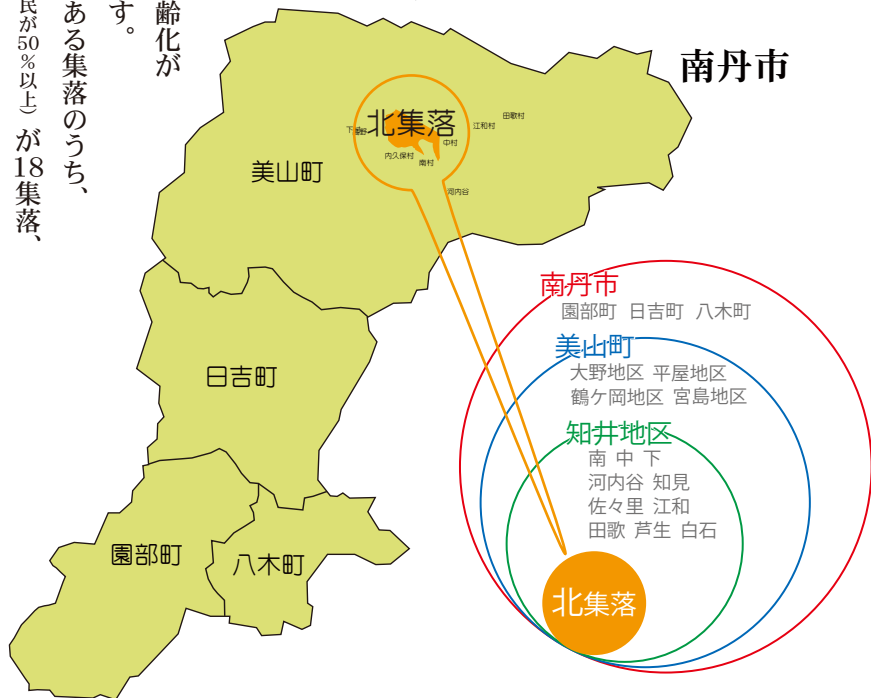 齢化が
す。
ある集落のうち、
民が50％以上）が18集落、
南丹市
北集落
田歌村
江和村
中村
内久保村
南村
河内谷
美山町
日吉町
園部町
八木町
南丹市
園部町 日吉町 八木町
美山町
大野地区 平屋地区
鶴ケ岡地区 宮島地区
知井地区
南 中 下
河内谷 知見
佐々里 江和
田歌 芦生 白石
北集落